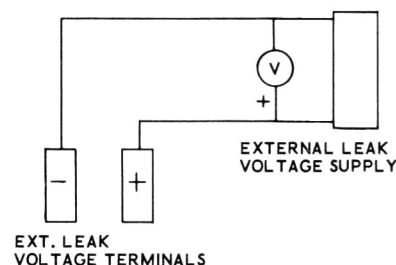 V
+
EXTERNAL LEAK
VOLTAGE SUPPLY
- +
EXT. LEAK
VOLTAGE TERMINALS